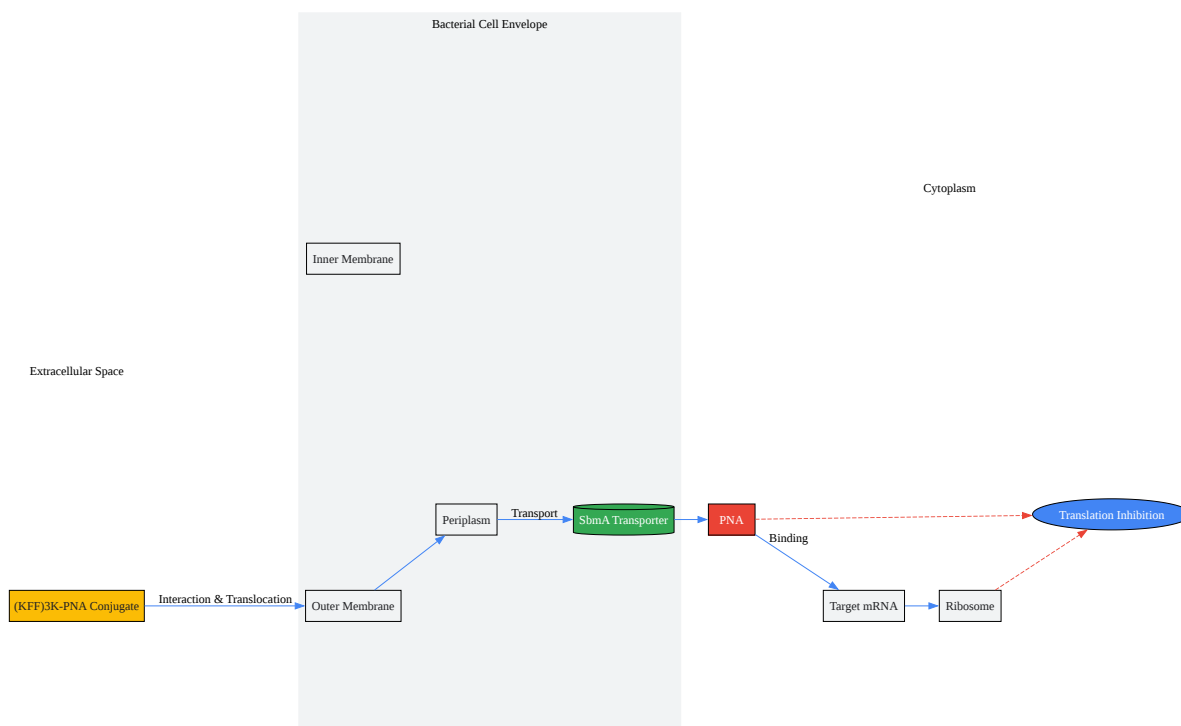 Bacterial Cell Envelope
Cytoplasm
Inner Membrane
Extracellular Space
Periplasm
Transport
SbmA Transporter
PNA
Translation Inhibition
Binding
(KFF)3K-PNA Conjugate
Interaction & Translocation
Outer Membrane
Target mRNA
Ribosome